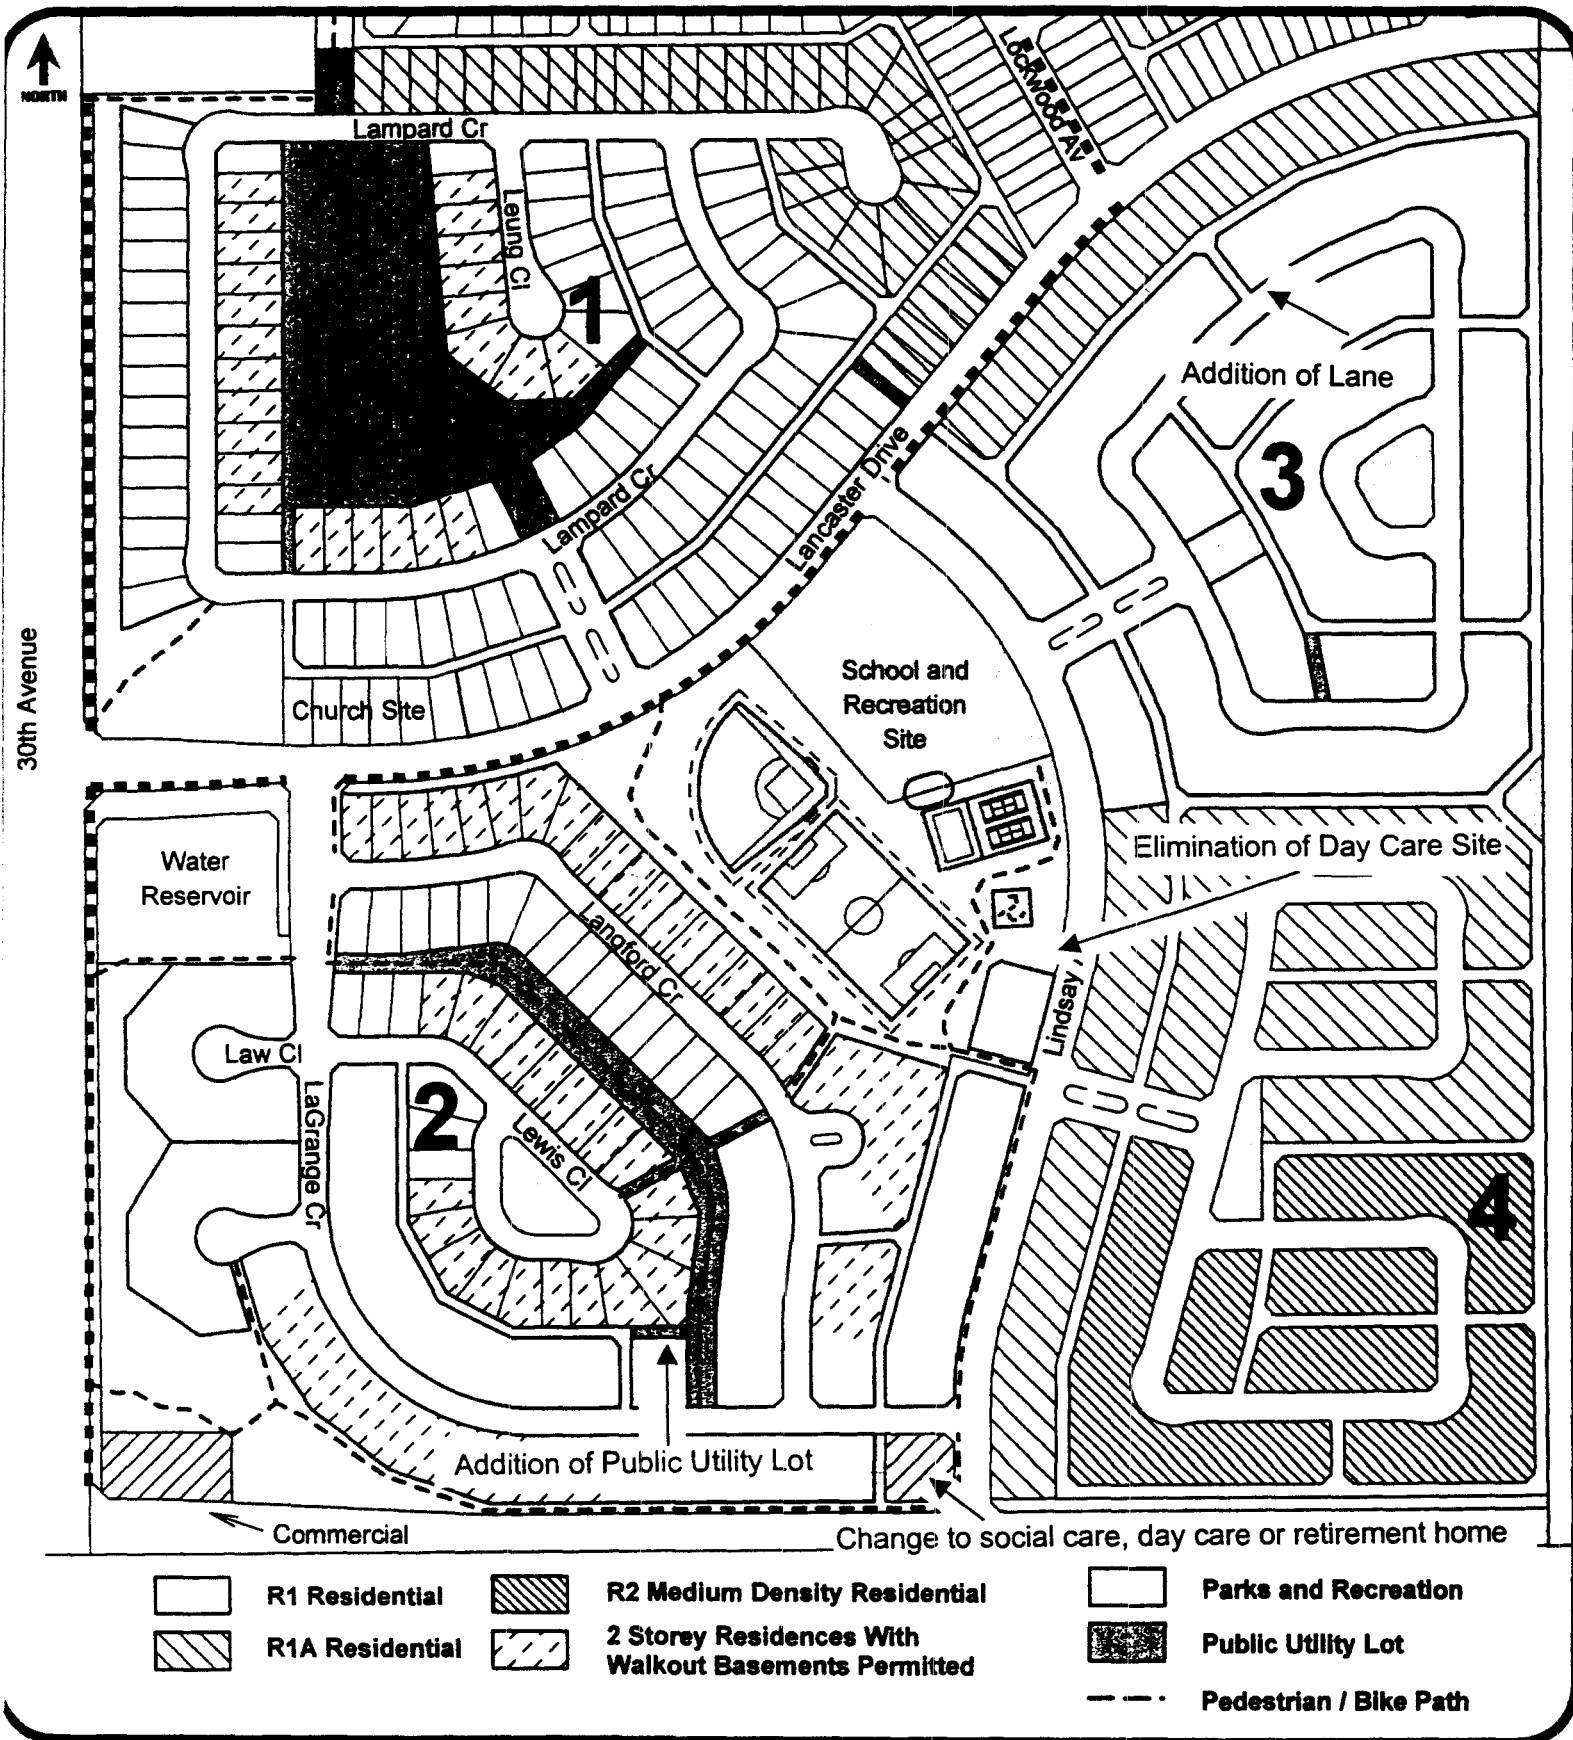 NORTH
Lockwood AV
Lampard Cr
Leung Cl
1
Addition of Lane
3
Lancaster Drive
Lampard Cr
30th Avenue
School and
Recreation
Site
Church Site
Water
Reservoir
Elimination of Day Care Site
Langford Cr
Lindsay
Law Cl
LaGrange Cr
2
Lewis Cl
4
Addition of Public Utility Lot
Commercial
Change to social care, day care or retirement home
R1 Residential
R2 Medium Density Residential
Parks and Recreation
R1A Residential
2 Storey Residences With
Walkout Basements Permitted
Public Utility Lot
Pedestrian / Bike Path